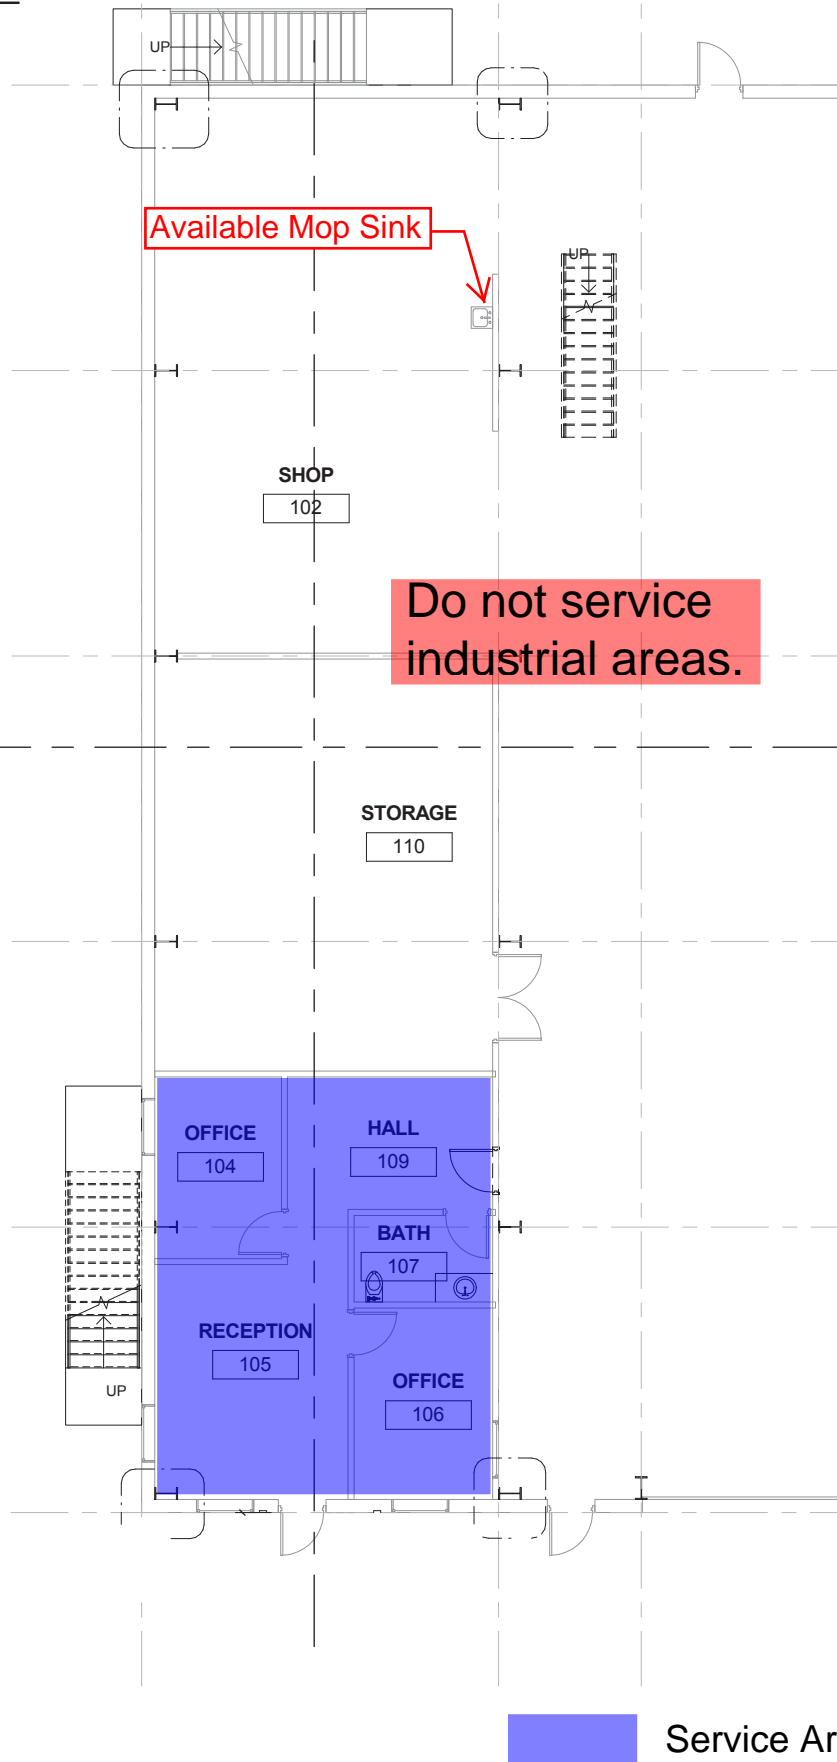 UP
Available Mop Sink
UP
SHOP
102
Do not service
industrial areas.
STORAGE
110
OFFICE
104
HALL
109
BATH
107
RECEPTION
105
OFFICE
106
UP
Service Ar